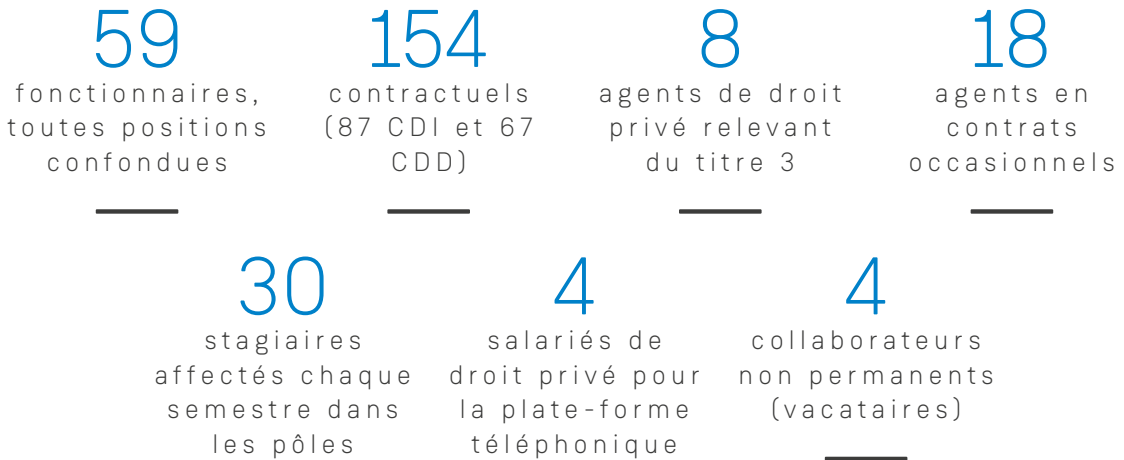 59
fonctionnaires,
toutes positions
confondues
154
contractuels
(87 CDI et 67
CDD)
8
agents de droit
privé relevant
du titre 3
18
agents en
contrats
occasionnels
30
stagiaires
affectés chaque
semestre dans
les pôles
4
salariés de
droit privé pour
la plate-forme
téléphonique
4
collaborateurs
non permanents
(vacataires)